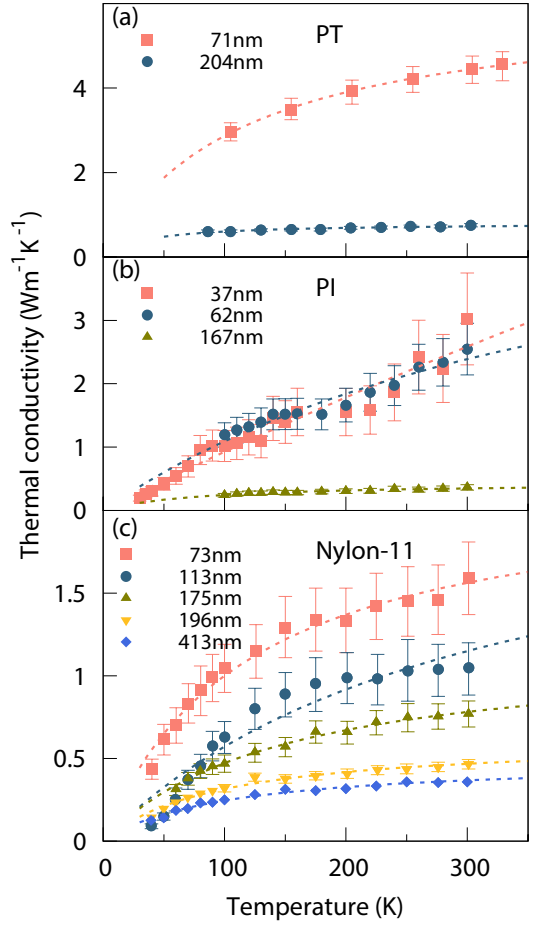 (a)
PT
71nm
204nm
4
2
0
(b)
PI
37nm
62nm
167nm
3
2
1
0
(c)
Nylon-11
73nm
113nm
175nm
196nm
413nm
1.5
1
0.5
0
0
100
200
300
Thermal conductivity (Wm⁻¹K⁻¹)
Temperature (K)